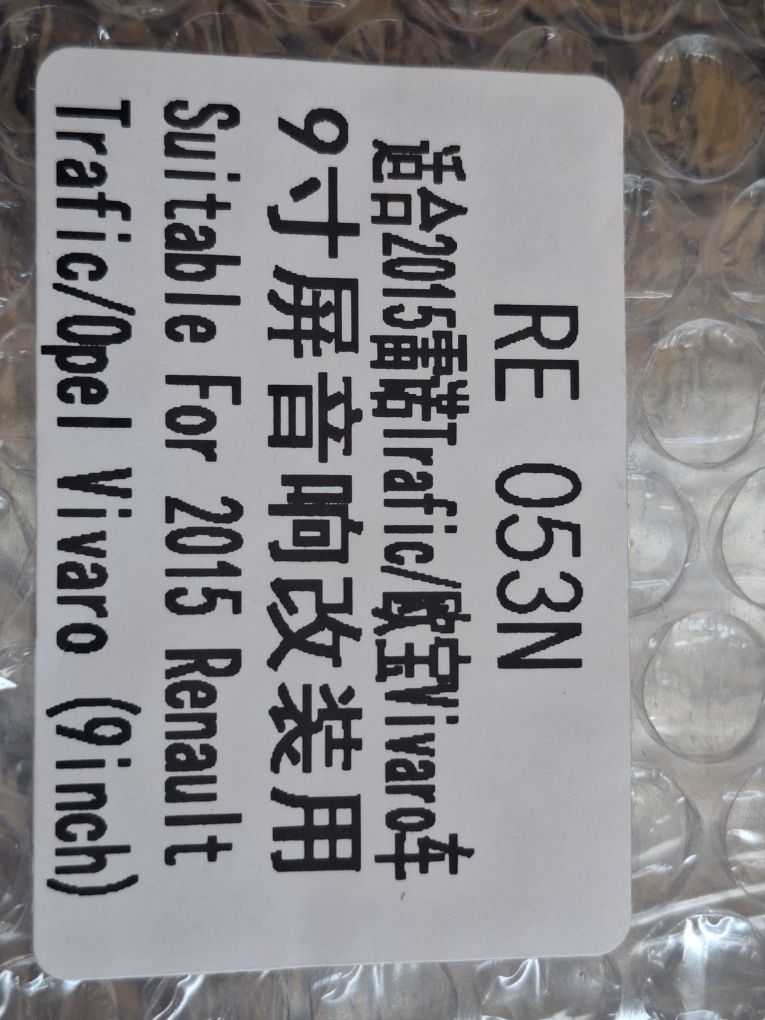 RE 053N
适合2015雷诺Trafic/欧宝Vivaro车
9寸屏音响改装用
Suitable For 2015 Renault
Trafic/Opel Vivaro (9inch)